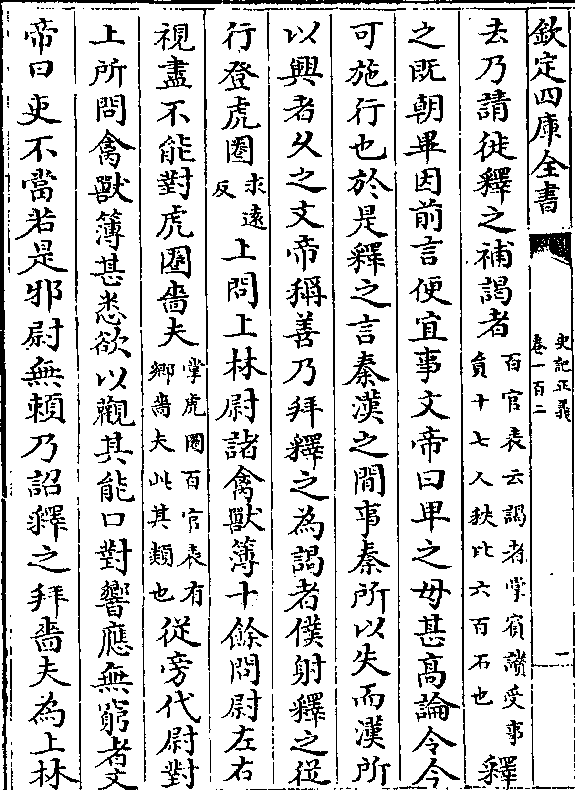 欽定四庫全書
史記正義
卷一百二
二
去乃請徙釋之補謁者
百官表云謁者掌賓讃受事
負十七人秩比六百石也
釋
之既朝畢因前言便宜事文帝曰卑之毋甚髙論令今
可施行也於是釋之言秦漢之間事秦所以失而漢所
以興者乆之文帝稱善乃拜釋之為謁者僕射釋之從
行登虎圈
求遠
反
上問上林尉諸禽獸簿十餘問尉左右
視盡不能對虎圏嗇夫
掌虎圏百官表有
鄉嗇夫此其類也
從旁代尉對
上所問禽獸簿甚悉欲以觀其能口對響應無窮者文
帝曰吏不當若是邪尉無賴乃詔釋之拜嗇夫為上林